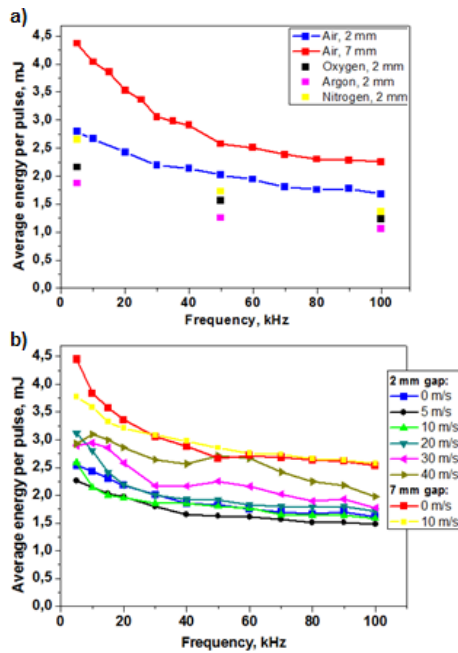 a)
4,5
4,0
3,5
3,0
2,5
2,0
1,5
1,0
0,5
0,0
Average energy per pulse, mJ
Air, 2 mm
Air, 7 mm
Oxygen, 2 mm
Argon, 2 mm
Nitrogen, 2 mm
0 20 40 60 80 100
Frequency, kHz
b)
4,5
4,0
3,5
3,0
2,5
2,0
1,5
1,0
0,5
0,0
Average energy per pulse, mJ
2 mm gap:
0 m/s
5 m/s
10 m/s
20 m/s
30 m/s
40 m/s
7 mm gap:
0 m/s
10 m/s
0 20 40 60 80 100
Frequency, kHz